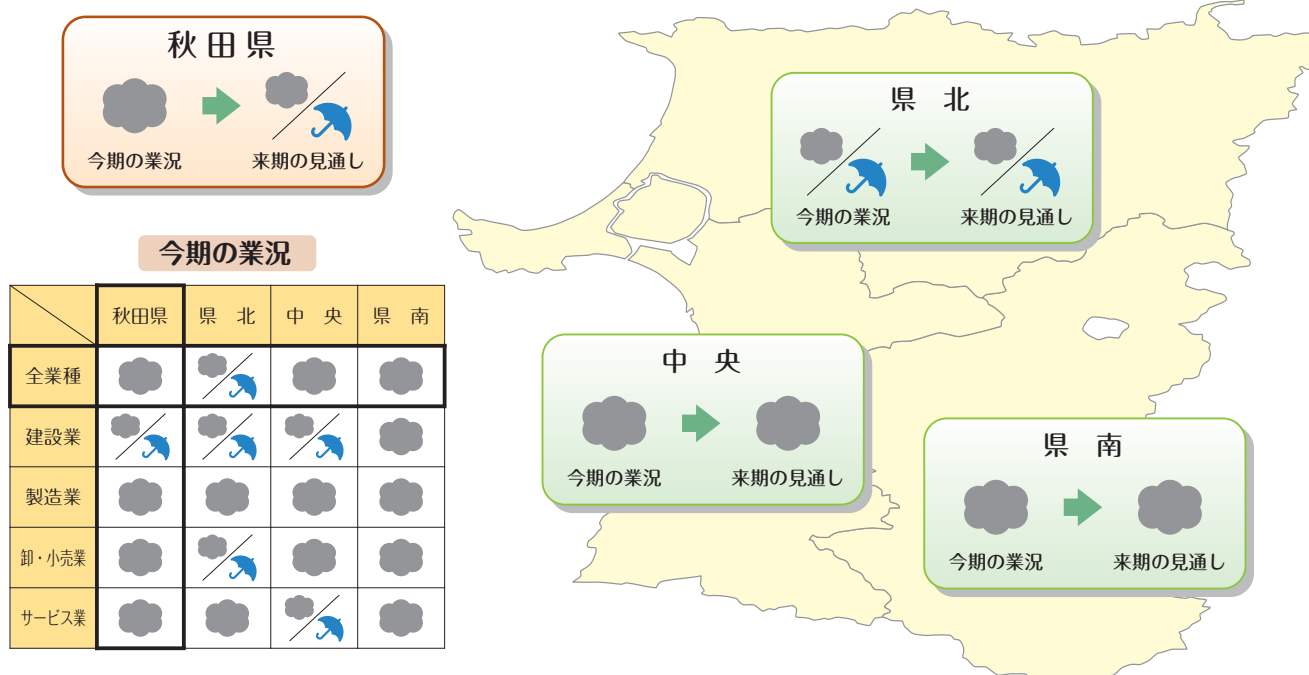 秋田県
今期の業況 来期の見通し
県 北
今期の業況 来期の見通し
今期の業況
秋田県 県 北 中 央 県 南
全業種
建設業
製造業
卸・小売業
サービス業
中 央
今期の業況 来期の見通し
県 南
今期の業況 来期の見通し